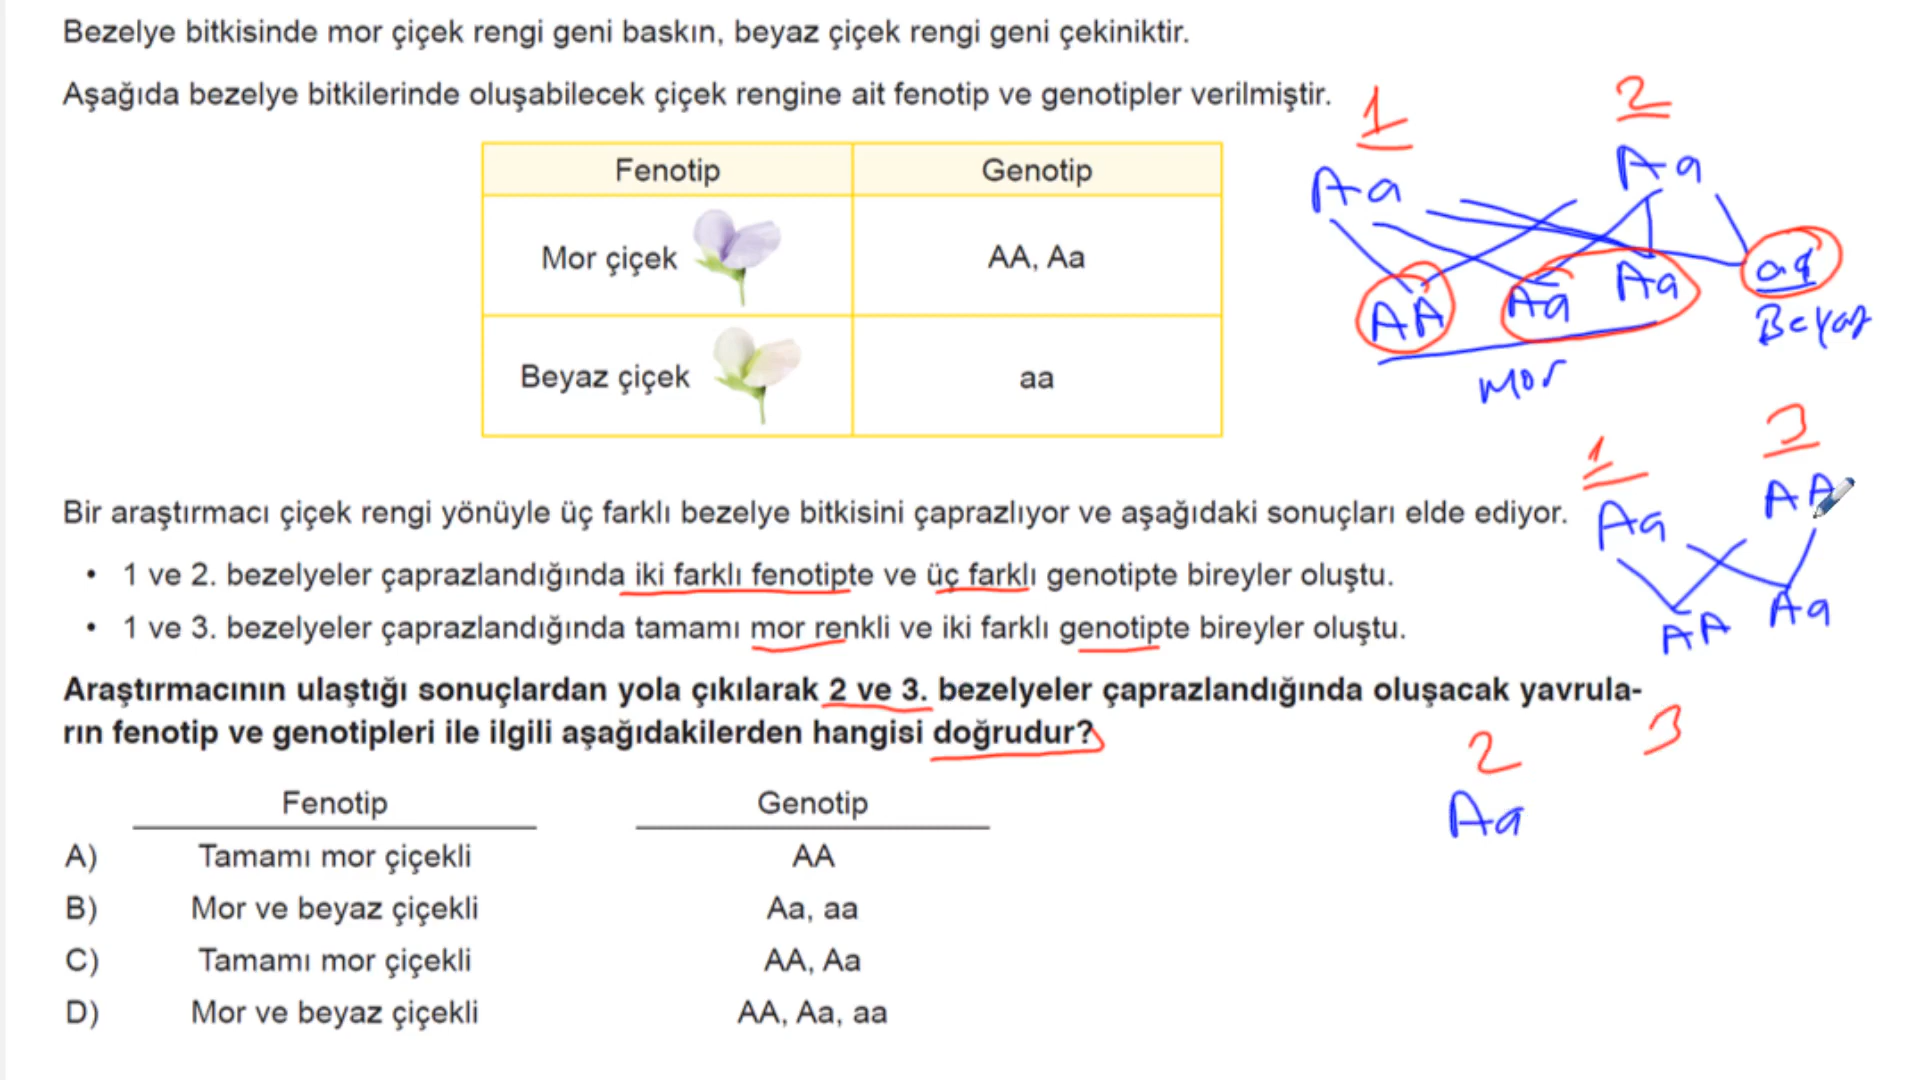 Bezelye bitkisinde mor çiçek rengi geni baskın, beyaz çiçek rengi geni çekiniktir.
Aşağıda bezelye bitkilerinde oluşabilecek çiçek rengine ait fenotip ve genotipler verilmiştir.
1 2
Aa Aa
Fenotip Genotip
Mor çiçek AA, Aa
AA Aa Aa aa
Beyaz
mor
Beyaz çiçek aa
1 3
Aa AA
Bir araştırmacı çiçek rengi yönüyle üç farklı bezelye bitkisini çaprazlıyor ve aşağıdaki sonuçları elde ediyor.
• 1 ve 2. bezelyeler çaprazlandığında iki farklı fenotipte ve üç farklı genotipte bireyler oluştu.
• 1 ve 3. bezelyeler çaprazlandığında tamamı mor renkli ve iki farklı genotipte bireyler oluştu.
AA Aa
Araştırmacının ulaştığı sonuçlardan yola çıkılarak 2 ve 3. bezelyeler çaprazlandığında oluşacak yavrula-
rın fenotip ve genotipleri ile ilgili aşağıdakilerden hangisi doğrudur?
2 3
Aa
Fenotip Genotip
A) Tamamı mor çiçekli AA
B) Mor ve beyaz çiçekli Aa, aa
C) Tamamı mor çiçekli AA, Aa
D) Mor ve beyaz çiçekli AA, Aa, aa